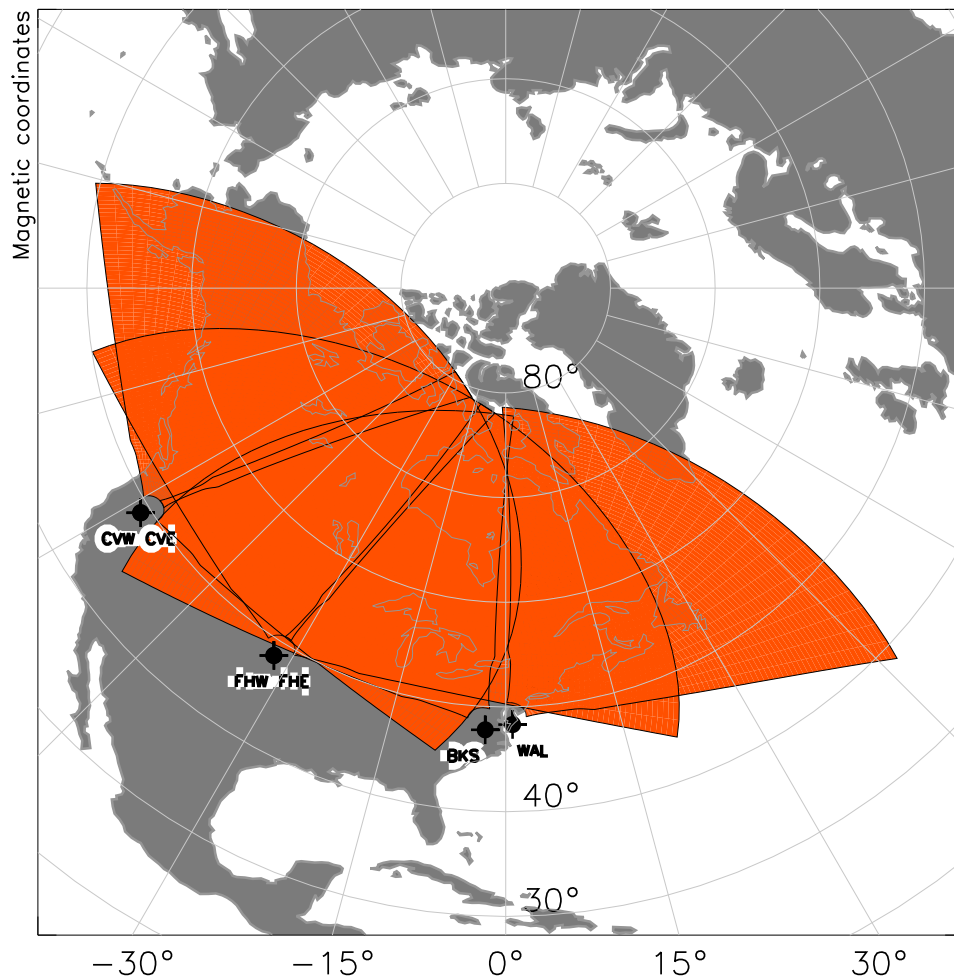 Magnetic coordinates
80°
CVW CVE
FHW FHE
BKS WAL
40°
30°
-30° -15° 0° 15° 30°